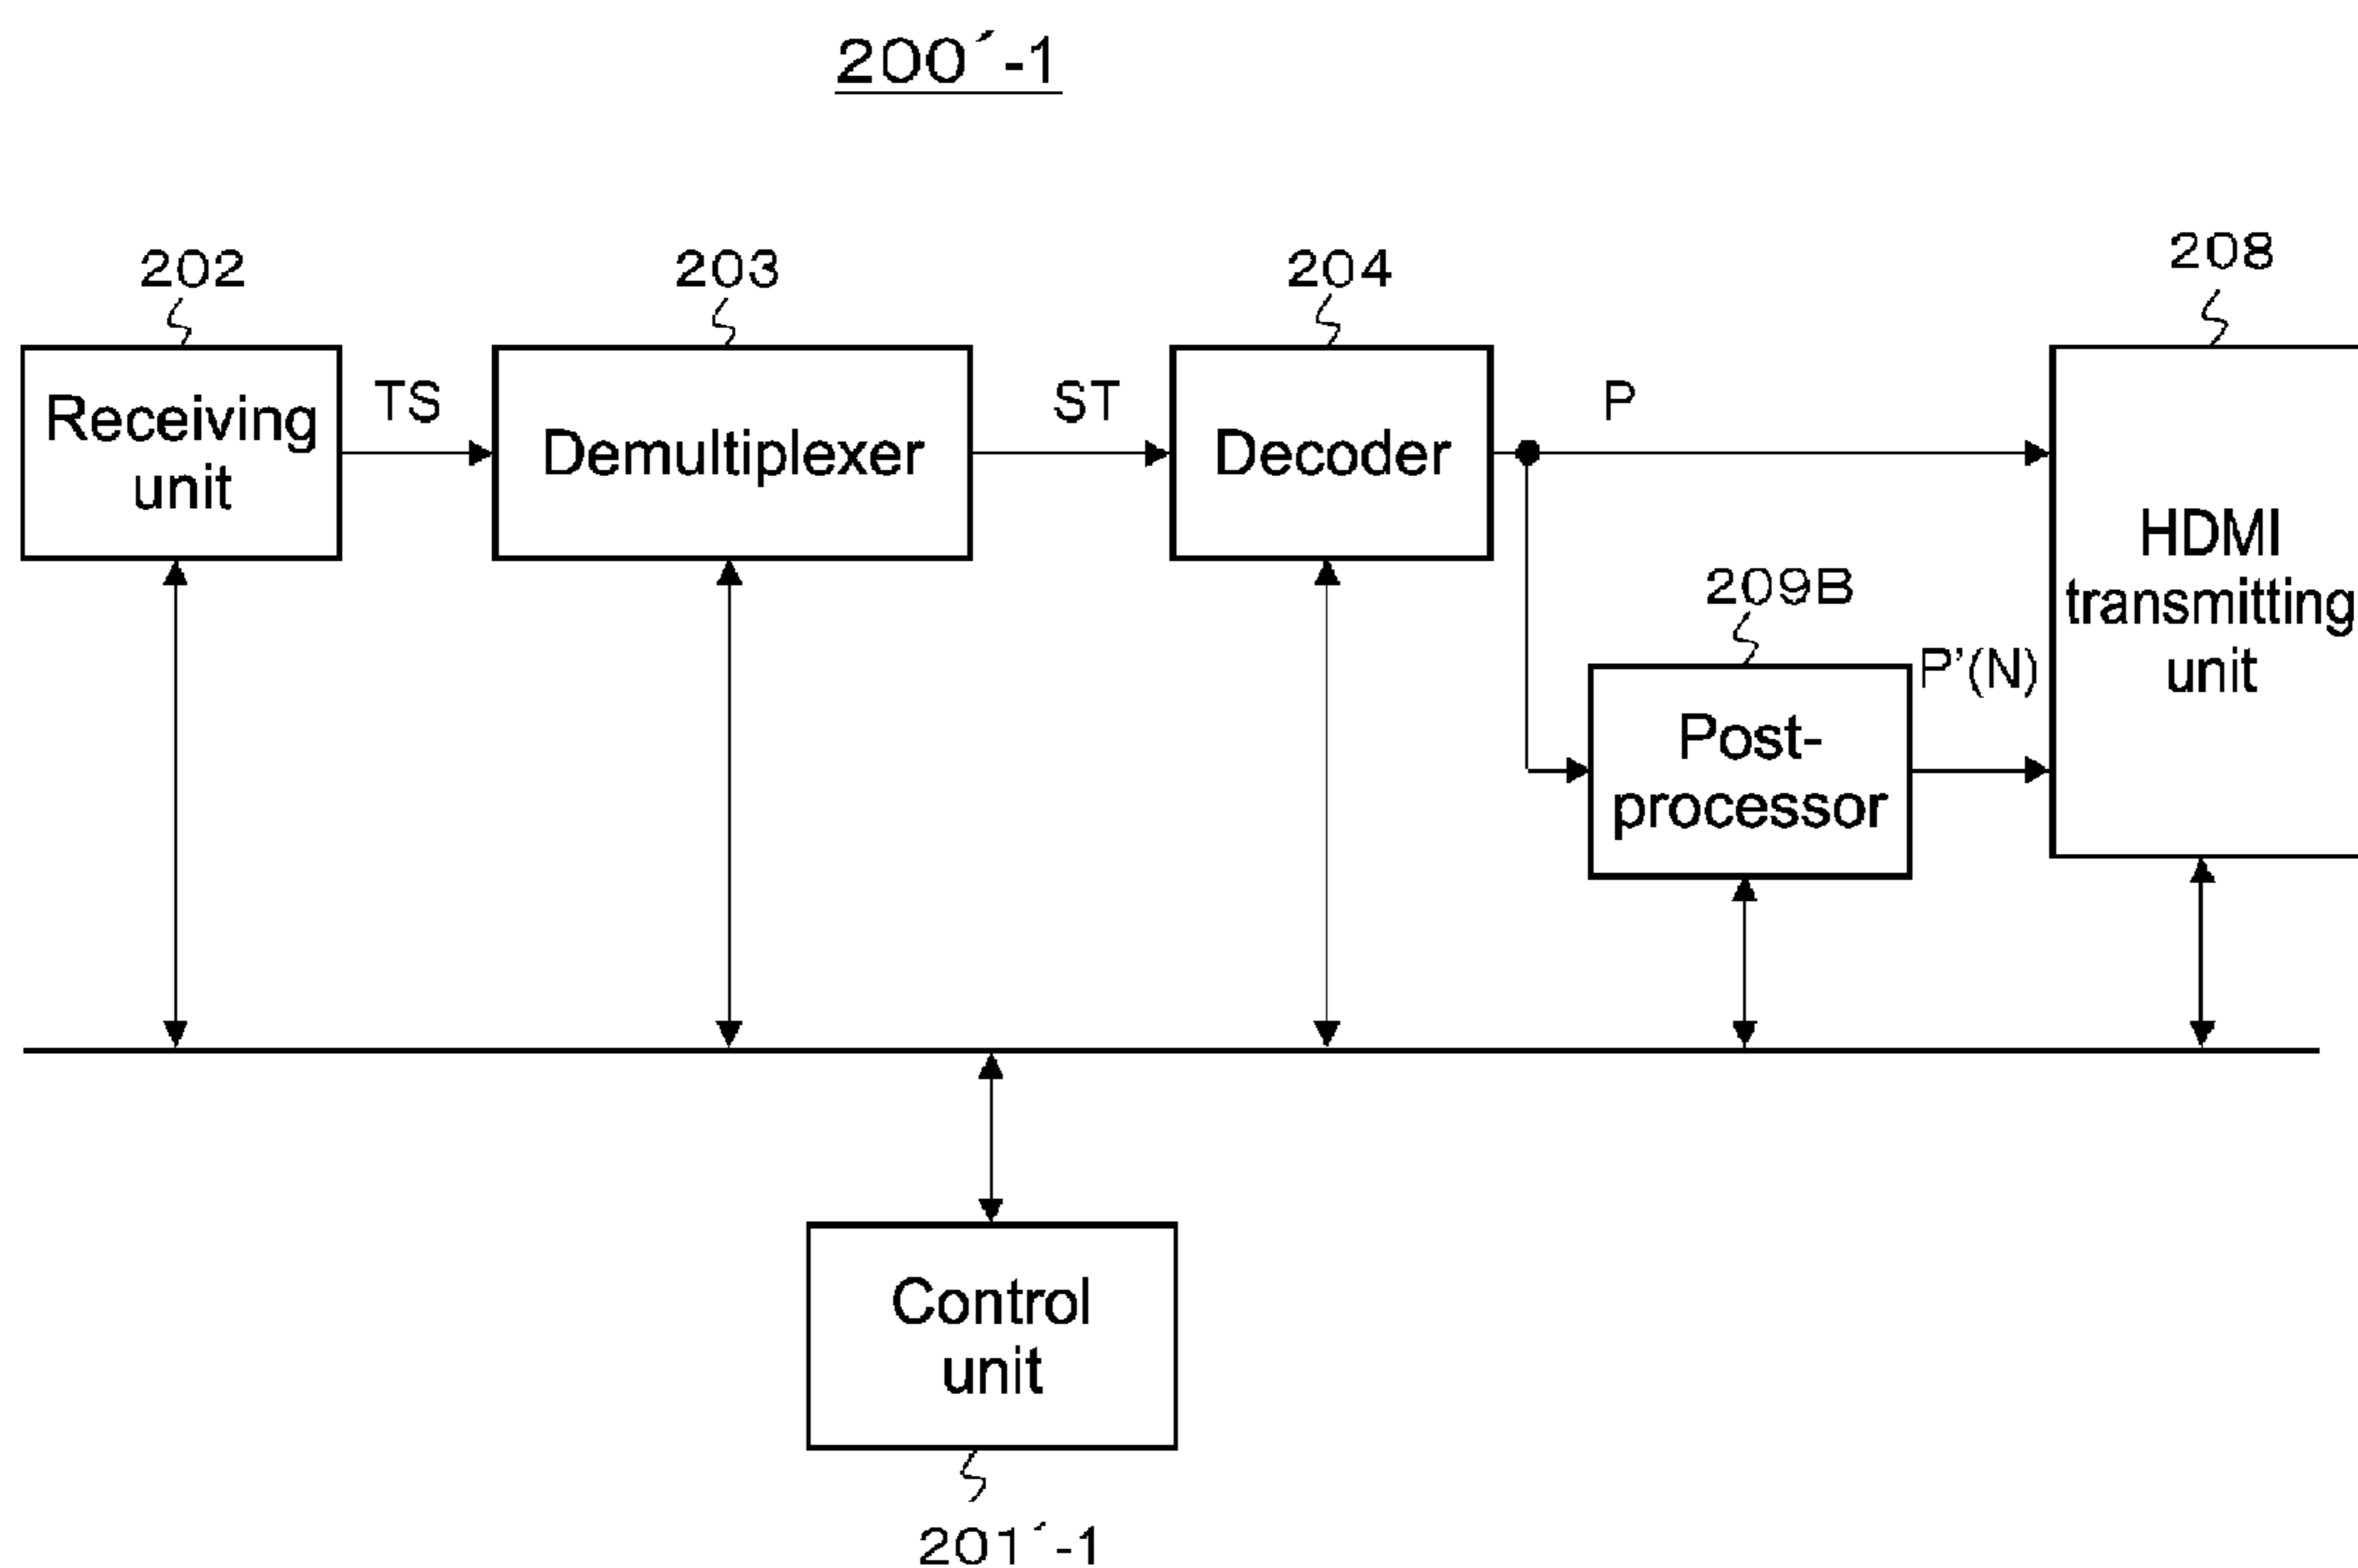 200´-1
202
203
204
208
Receiving
unit
TS
Demultiplexer
ST
Decoder
P
HDMI
transmitting
unit
209B
Post-
processor
P’(N)
Control
unit
201´-1